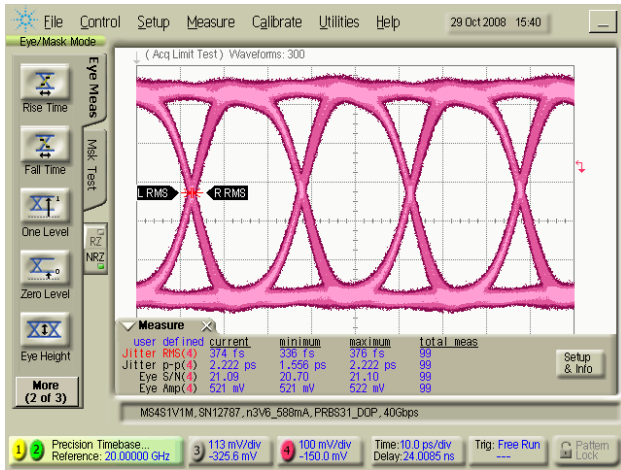 File Control Setup Measure Calibrate Utilities Help 29 Oct 2008 15:40
Eye/Mask Mode
( Acq Limit Test ) Waveforms: 300
Eye Meas
Msk Test
Rise Time
Fall Time
One Level
Zero Level
Eye Height
More
(2 of 3)
RZ
NRZ
L RMS
R RMS
Measure
user defined current minimum maximum total meas
Jitter RMS(4) 374 fs 336 fs 376 fs 99
Jitter p-p(4) 2.222 ps 1.556 ps 2.222 ps 99
Eye S/N(4) 21.09 20.70 21.10 99
Eye Amp(4) 521 mV 521 mV 522 mV 99
Setup
& Info
MS4S1V1M, SN12787, n3V6_588mA, PRBS31_D0P, 40Gbps
1 2 Precision Timebase...
Reference: 20.00000 GHz
3 113 mV/div
-325.6 mV
4 100 mV/div
-150.0 mV
Time:10.0 ps/div
Delay:24.0085 ns
Trig: Free Run
---
Pattern
Lock